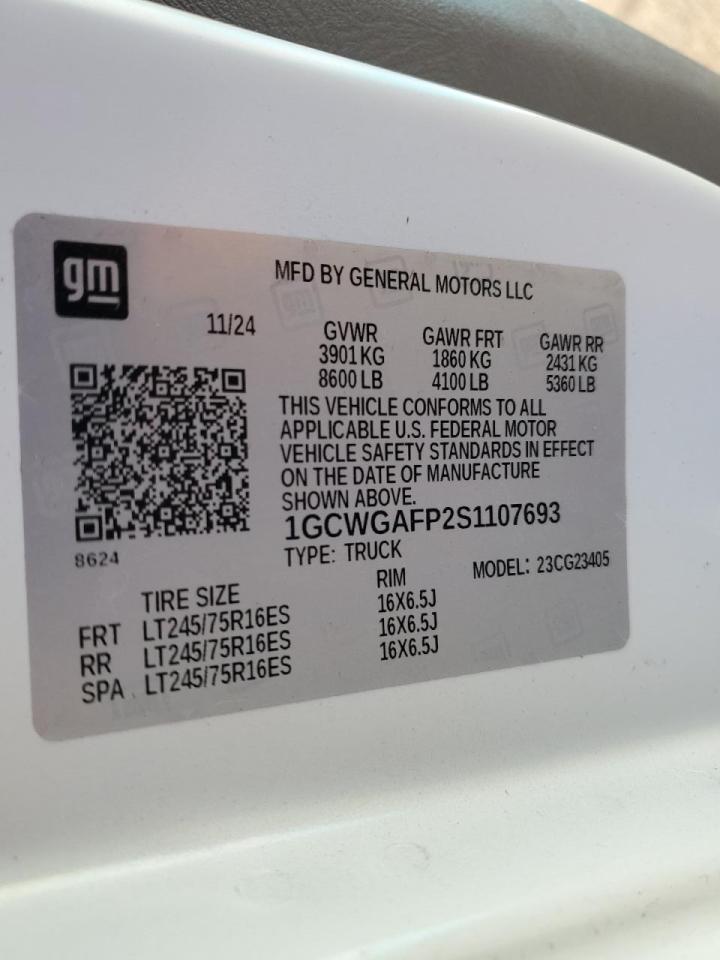 gm
MFD BY GENERAL MOTORS LLC
11/24
GVWR GAWR FRT GAWR RR
3901 KG 1860 KG 2431 KG
8600 LB 4100 LB 5360 LB
THIS VEHICLE CONFORMS TO ALL
APPLICABLE U.S. FEDERAL MOTOR
VEHICLE SAFETY STANDARDS IN EFFECT
ON THE DATE OF MANUFACTURE
SHOWN ABOVE.
8624
1GCWGAFP2S1107693
TYPE: TRUCK MODEL: 23CG23405
TIRE SIZE RIM
FRT LT245/75R16ES 16X6.5J
RR LT245/75R16ES 16X6.5J
SPA LT245/75R16ES 16X6.5J